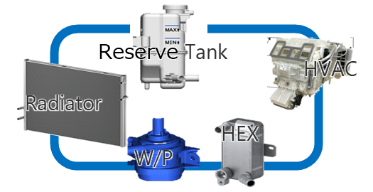 MAX
MIN
Reserve Tank
HVAC
Radiator
HEX
W/P